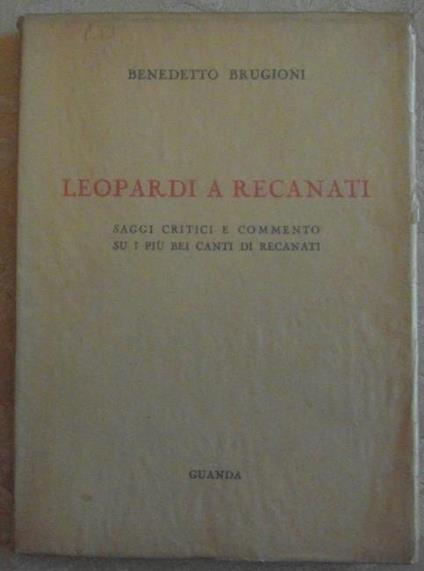 BENEDETTO BRUGIONI
LEOPARDI A RECANATI
SAGGI CRITICI E COMMENTO
SU I PIÙ BEI CANTI DI RECANATI
GUANDA